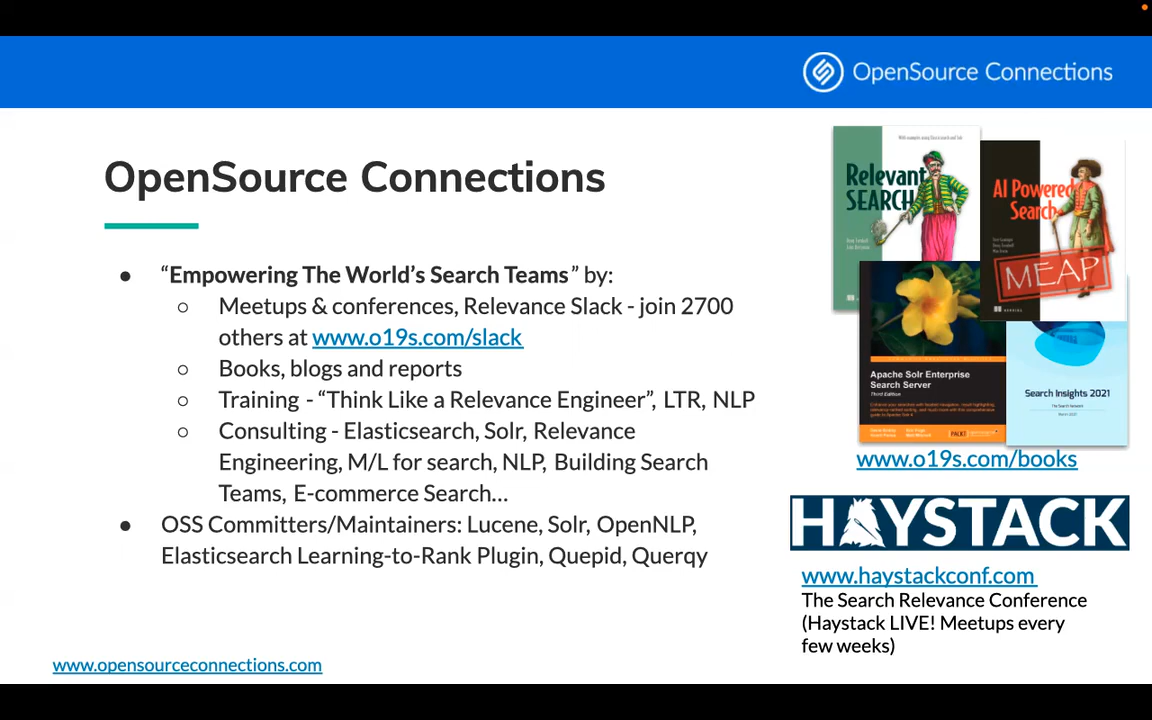 OpenSource Connections
OpenSource Connections
● “Empowering The World’s Search Teams” by:
○ Meetups & conferences, Relevance Slack - join 2700
others at www.o19s.com/slack
○ Books, blogs and reports
○ Training - “Think Like a Relevance Engineer”, LTR, NLP
○ Consulting - Elasticsearch, Solr, Relevance
Engineering, M/L for search, NLP, Building Search
Teams, E-commerce Search…
● OSS Committers/Maintainers: Lucene, Solr, OpenNLP,
Elasticsearch Learning-to-Rank Plugin, Quepid, Querqy
www.opensourceconnections.com
Relevant
SEARCH
AI Powered
Search
MEAP
MANNING
Apache Solr Enterprise
Search Server
Third Edition
PACKT
Search Insights 2021
The Search Network
www.o19s.com/books
HAYSTACK
www.haystackconf.com
The Search Relevance Conference
(Haystack LIVE! Meetups every
few weeks)